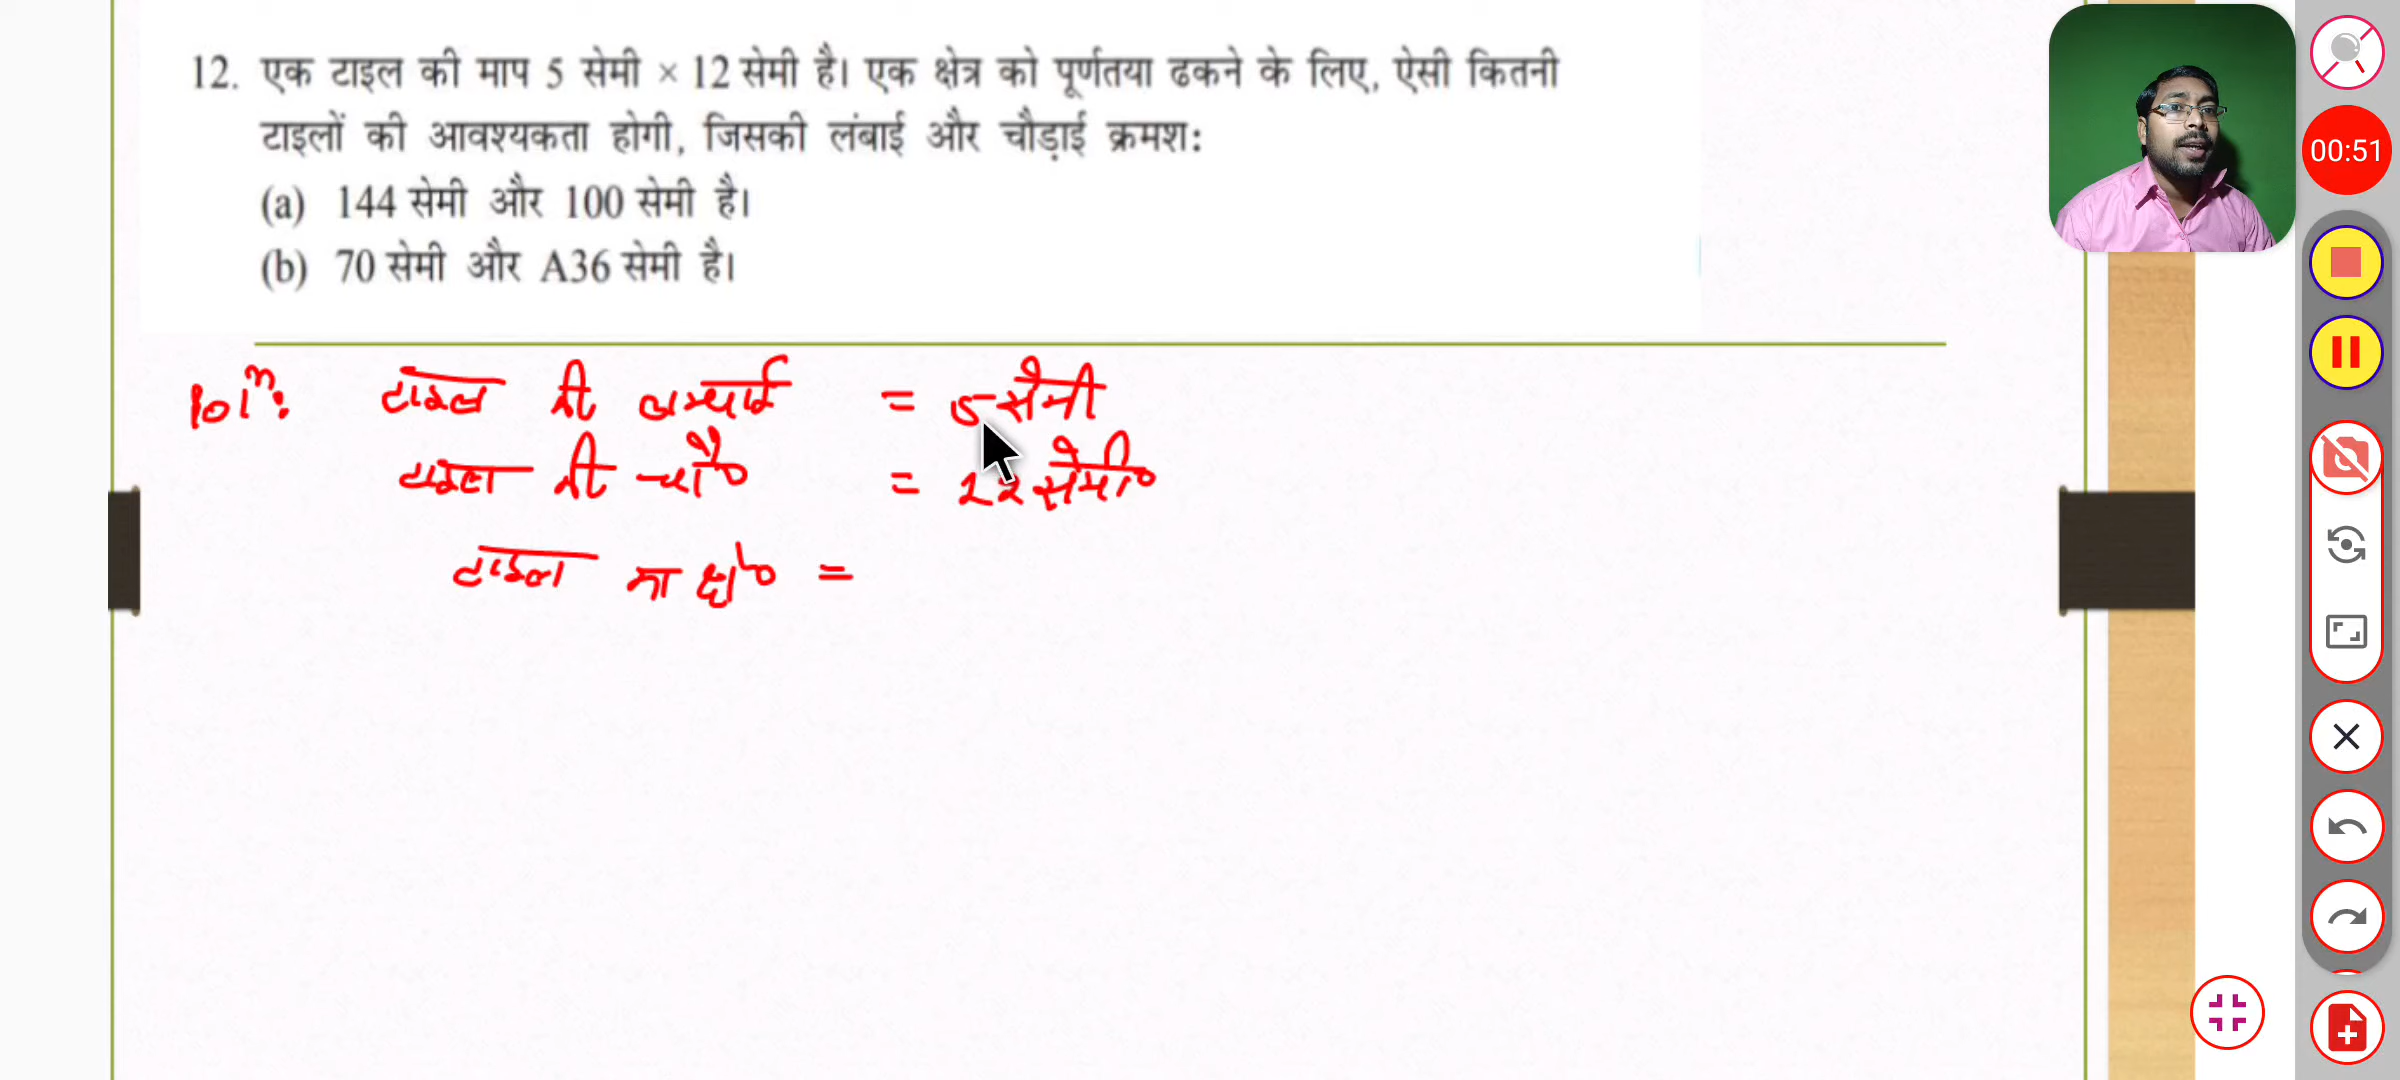 12. एक टाइल की माप 5 सेमी × 12 सेमी है। एक क्षेत्र को पूर्णतया ढकने के लिए, ऐसी कितनी
टाइलों की आवश्यकता होगी, जिसकी लंबाई और चौड़ाई क्रमश:
(a) 144 सेमी और 100 सेमी है।
(b) 70 सेमी और A36 सेमी है।
टाइल की लम्बाई = 5 सेमी
टाइल की चौ० = 12 सेमी०
टाइल का क्षे० =
00:51